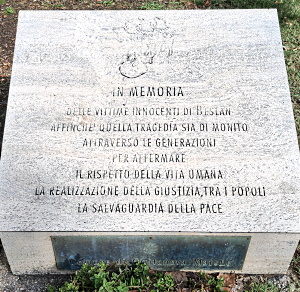 IN MEMORIA
DELLE VITTIME INNOCENTI DI BESLAN
AFFINCHE' QUELLA TRAGEDIA SIA DI MONITO
ATTRAVERSO LE GENERAZIONI
PER AFFERMARE
IL RISPETTO DELLA VITA UMANA
LA REALIZZAZIONE DELLA GIUSTIZIA, TRA I POPOLI
LA SALVAGUARDIA DELLA PACE